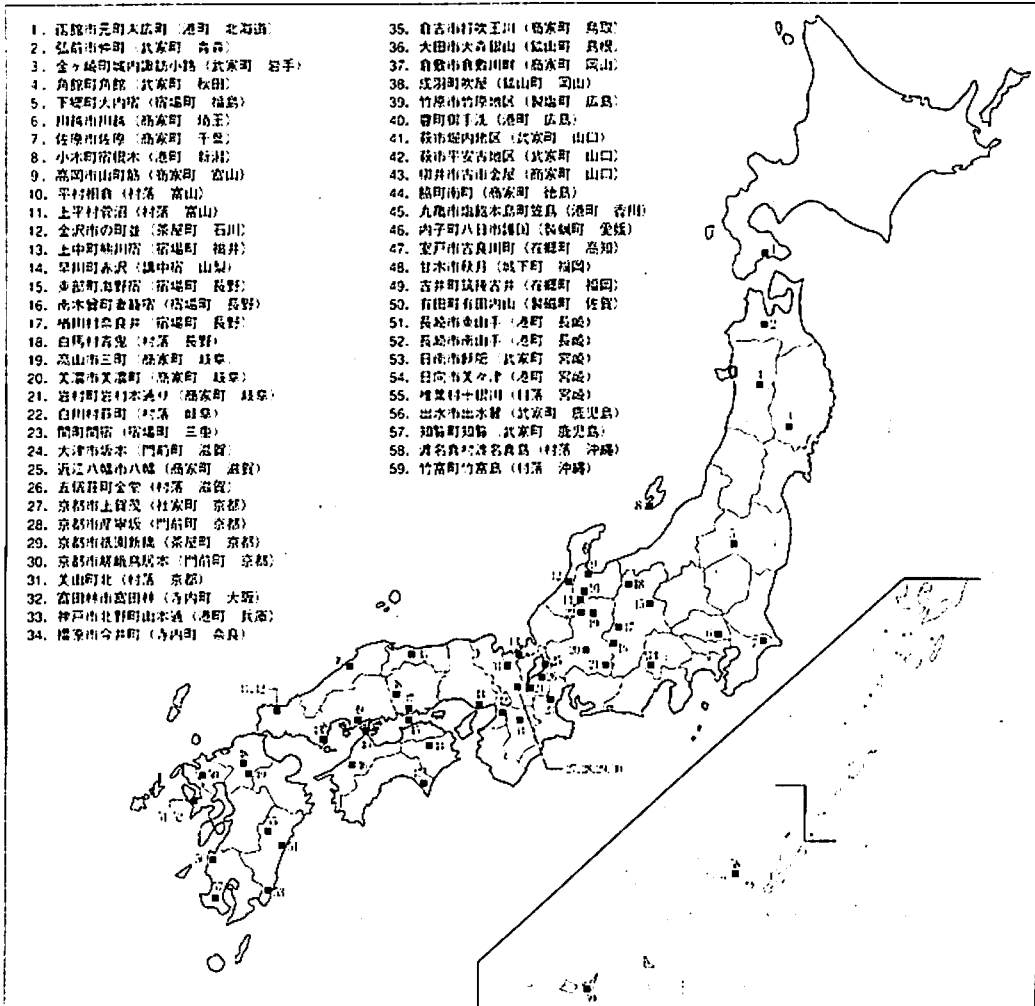 1. 函館市元町末広町（港町　北海道）
2. 弘前市仲町（武家町　青森）
3. 金ヶ崎町城内諏訪小路（武家町　岩手）
4. 角館町角館（武家町　秋田）
5. 下郷町大内宿（宿場町　福島）
6. 川越市川越（商家町　埼玉）
7. 佐原市佐原（商家町　千葉）
8. 小木町宿根木（港町　新潟）
9. 高岡市山町筋（商家町　富山）
10. 平村相倉（村落　富山）
11. 上平村菅沼（村落　富山）
12. 金沢市の町並（茶屋町　石川）
13. 上中町熊川宿（宿場町　福井）
14. 早川町赤沢（講中宿　山梨）
15. 東部町海野宿（宿場町　長野）
16. 南木曽町妻籠宿（宿場町　長野）
17. 楢川村奈良井（宿場町　長野）
18. 白馬村青鬼（村落　長野）
19. 高山市三町（商家町　岐阜）
20. 美濃市美濃町（商家町　岐阜）
21. 岩村町岩村本通り（商家町　岐阜）
22. 白川村荻町（村落　岐阜）
23. 関町関宿（宿場町　三重）
24. 大津市坂本（門前町　滋賀）
25. 近江八幡市八幡（商家町　滋賀）
26. 五個荘町金堂（村落　滋賀）
27. 京都市上賀茂（社家町　京都）
28. 京都市産寧坂（門前町　京都）
29. 京都市祇園新橋（茶屋町　京都）
30. 京都市嵯峨鳥居本（門前町　京都）
31. 美山町北（村落　京都）
32. 富田林市富田林（寺内町　大阪）
33. 神戸市北野町山本通（港町　兵庫）
34. 橿原市今井町（寺内町　奈良）
35. 倉吉市打吹玉川（商家町　鳥取）
36. 大田市大森銀山（鉱山町　島根）
37. 倉敷市倉敷川畔（商家町　岡山）
38. 成羽町吹屋（鉱山町　岡山）
39. 竹原市竹原地区（製塩町　広島）
40. 豊町御手洗（港町　広島）
41. 萩市堀内地区（武家町　山口）
42. 萩市平安古地区（武家町　山口）
43. 柳井市古市金屋（商家町　山口）
44. 脇町南町（商家町　徳島）
45. 丸亀市塩飽本島町笠島（港町　香川）
46. 内子町八日市護国（製蝋町　愛媛）
47. 室戸市吉良川町（在郷町　高知）
48. 甘木市秋月（城下町　福岡）
49. 吉井町筑後吉井（在郷町　福岡）
50. 有田町有田内山（製磁町　佐賀）
51. 長崎市東山手（港町　長崎）
52. 長崎市南山手（港町　長崎）
53. 日南市飫肥（武家町　宮崎）
54. 日向市美々津（港町　宮崎）
55. 椎葉村十根川（村落　宮崎）
56. 出水市出水麓（武家町　鹿児島）
57. 知覧町知覧（武家町　鹿児島）
58. 渡名喜村渡名喜島（村落　沖縄）
59. 竹富町竹富島（村落　沖縄）
1
2
8
12
18
19
53